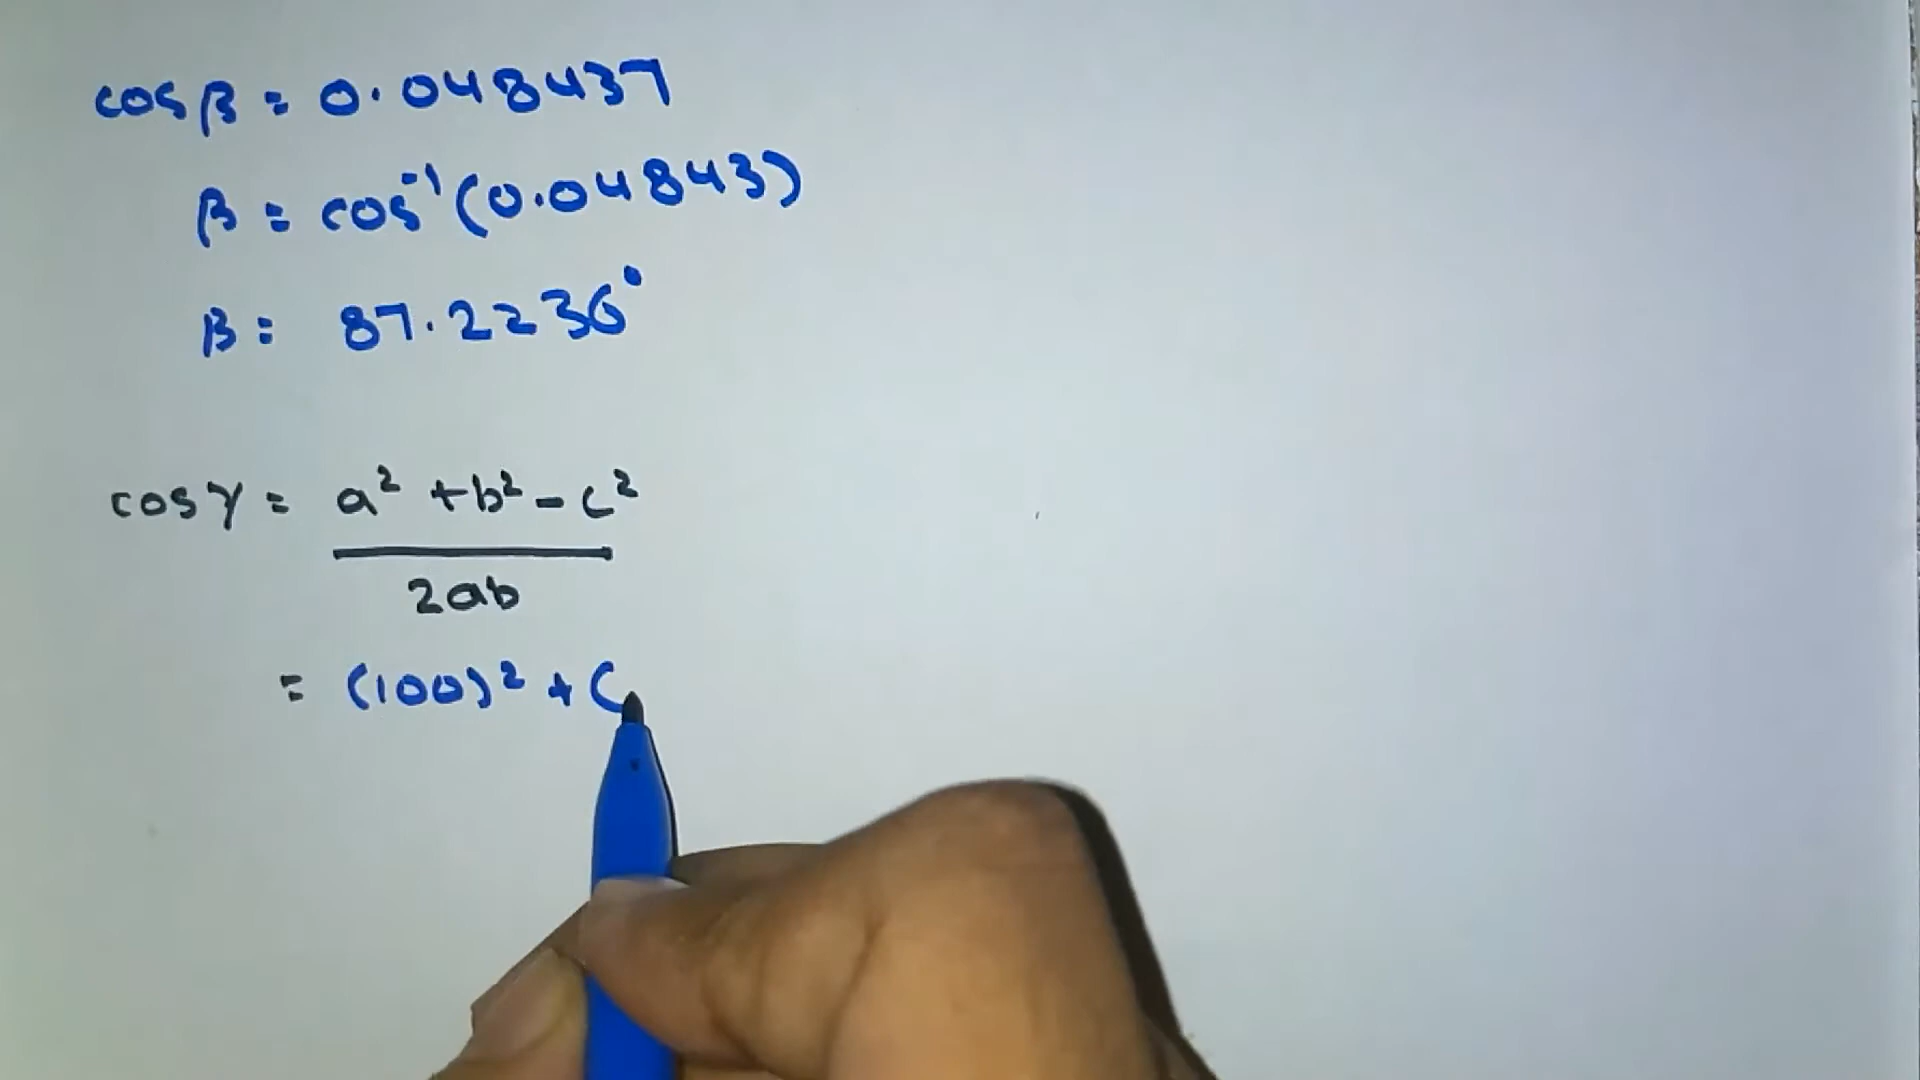 cos β = 0.048437
β = cos⁻¹(0.04843)
β = 87.2236°
cos γ = a² + b² - c²
2ab
= (100)² + (